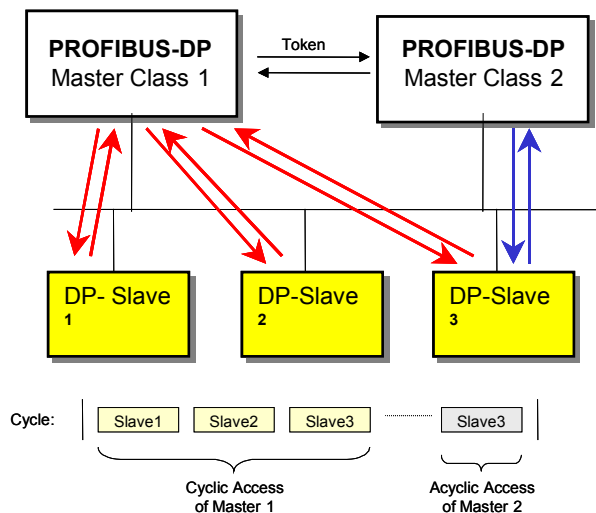 PROFIBUS-DP
Master Class 1
Token
PROFIBUS-DP
Master Class 2
DP- Slave
1
DP-Slave
2
DP-Slave
3
Cycle:
Slave1
Slave2
Slave3
Slave3
Cyclic Access
of Master 1
Acyclic Access
of Master 2